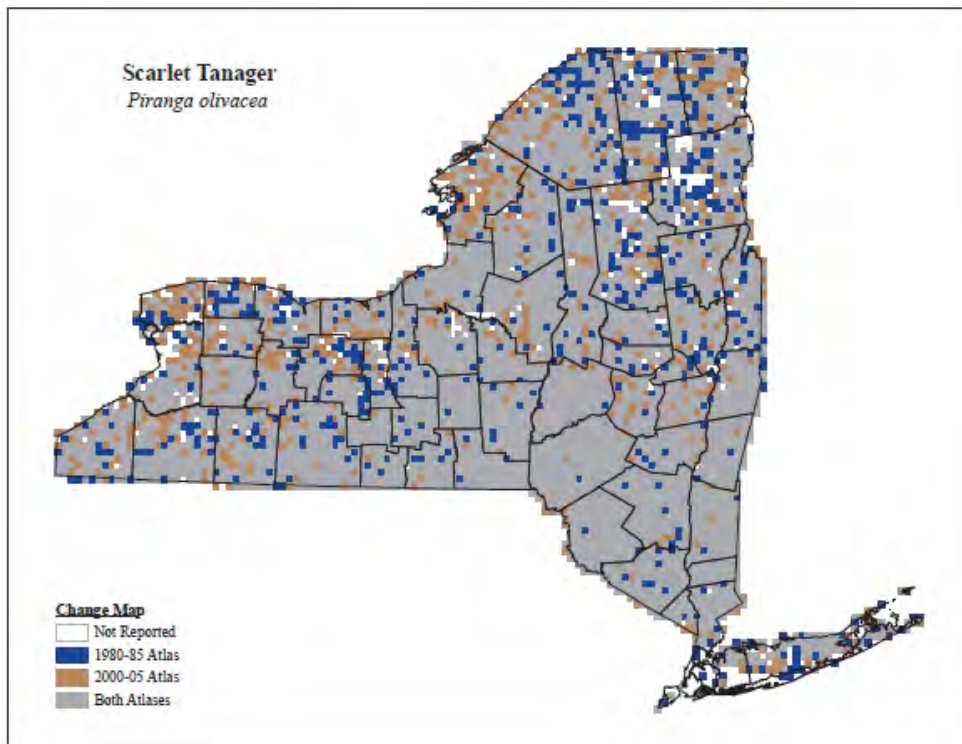 Scarlet Tanager
Piranga olivacea
Change Map
Not Reported
1980-85 Atlas
2000-05 Atlas
Both Atlases